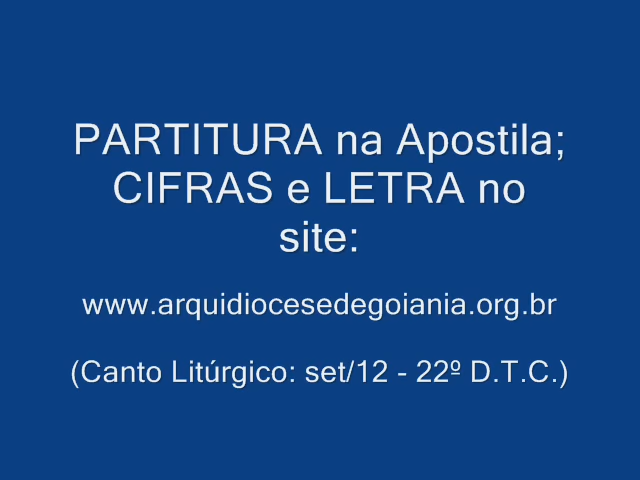 PARTITURA na Apostila;
CIFRAS e LETRA no
site:
www.arquidiocesedegoiania.org.br
(Canto Litúrgico: set/12 - 22º D.T.C.)